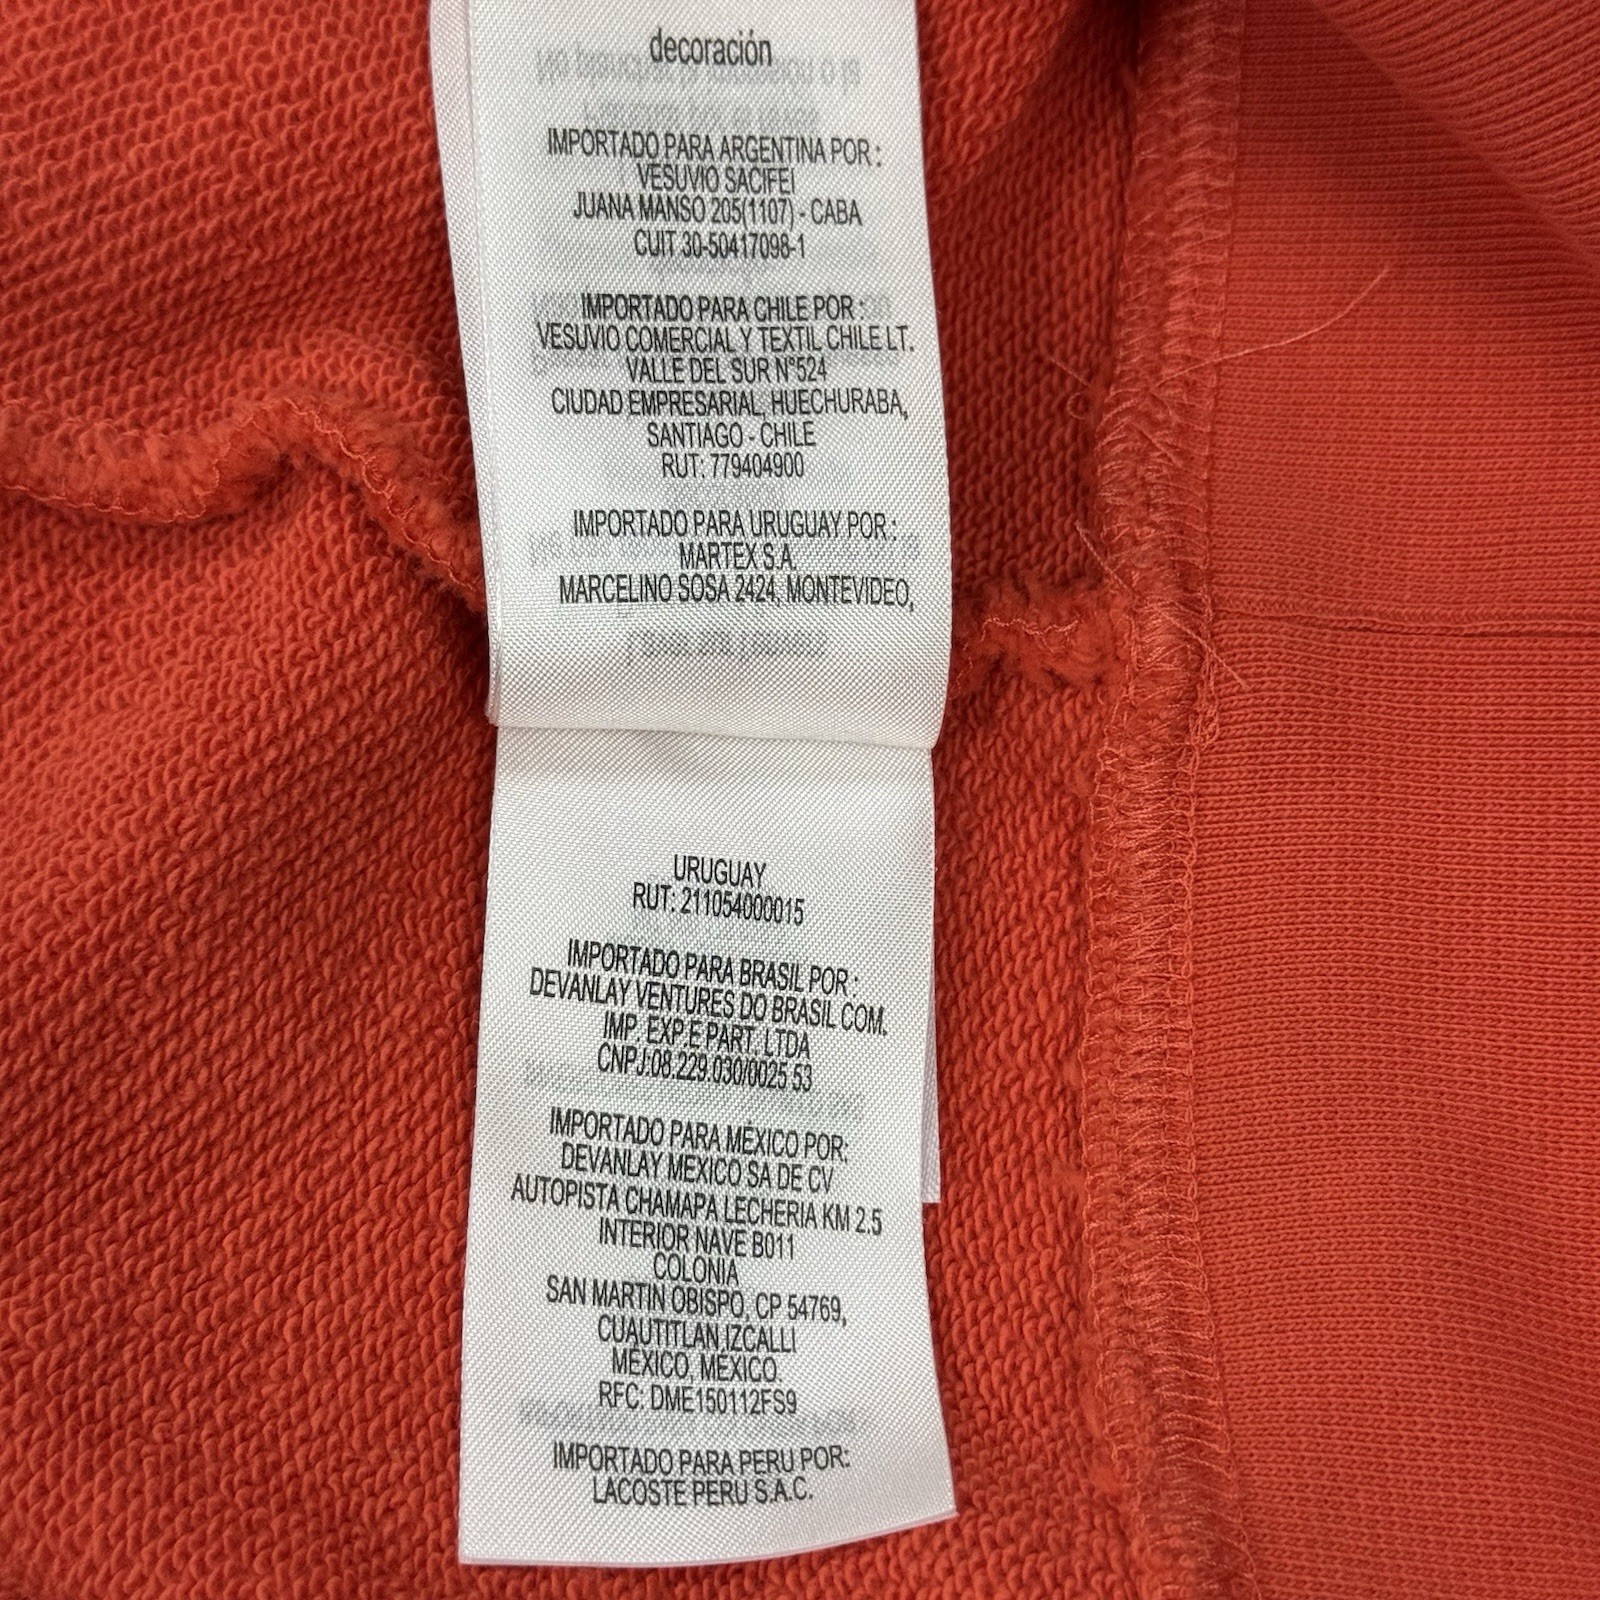 decoración
IMPORTADO PARA ARGENTINA POR :
VESUVIO SACIFEI
JUANA MANSO 205(1107) - CABA
CUIT 30-50417098-1
IMPORTADO PARA CHILE POR :
VESUVIO COMERCIAL Y TEXTIL CHILE LT.
VALLE DEL SUR N°524
CIUDAD EMPRESARIAL, HUECHURABA,
SANTIAGO - CHILE
RUT: 779404900
IMPORTADO PARA URUGUAY POR :
MARTEX S.A.
MARCELINO SOSA 2424, MONTEVIDEO,
URUGUAY
RUT: 211054000015
IMPORTADO PARA BRASIL POR :
DEVANLAY VENTURES DO BRASIL COM.
IMP. EXP.E PART. LTDA
CNPJ:08.229.030/0025 53
IMPORTADO PARA MÉXICO POR:
DEVANLAY MEXICO SA DE CV
AUTOPISTA CHAMAPA LECHERIA KM 2.5
INTERIOR NAVE B011
COLONIA
SAN MARTIN OBISPO, CP 54769,
CUAUTITLAN IZCALLI
MÉXICO, MÉXICO.
RFC: DME150112FS9
IMPORTADO PARA PERU POR:
LACOSTE PERU S.A.C.